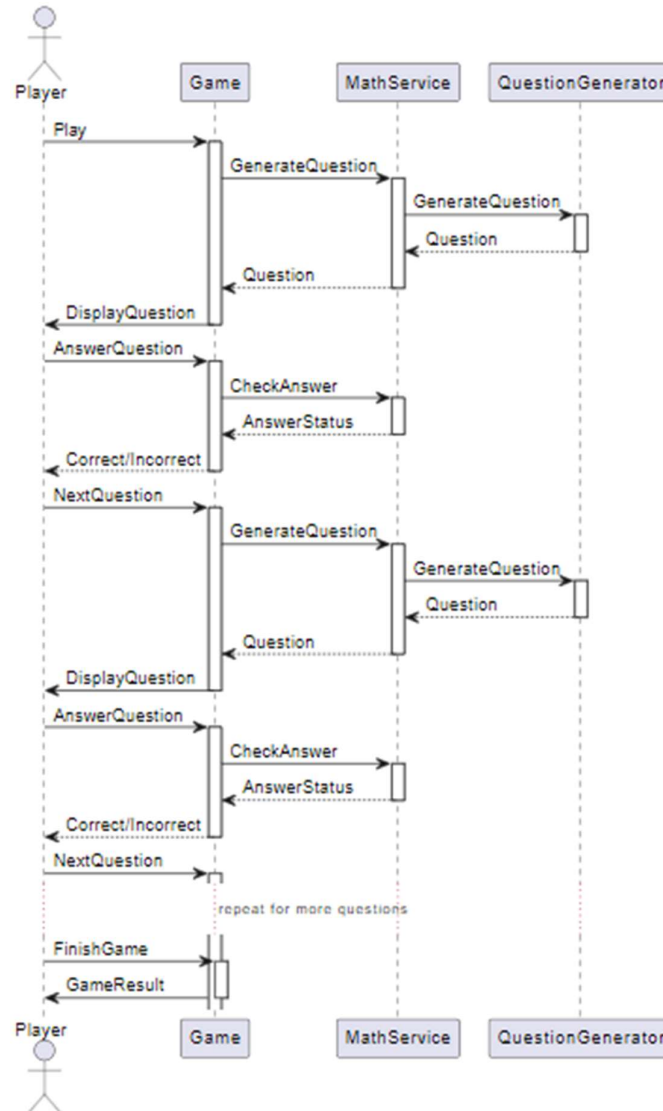 Player
Game
MathService
QuestionGenerator
Play
GenerateQuestion
GenerateQuestion
Question
Question
DisplayQuestion
AnswerQuestion
CheckAnswer
AnswerStatus
Correct/Incorrect
NextQuestion
GenerateQuestion
GenerateQuestion
Question
Question
DisplayQuestion
AnswerQuestion
CheckAnswer
AnswerStatus
Correct/Incorrect
NextQuestion
repeat for more questions
FinishGame
GameResult
Player
Game
MathService
QuestionGenerator